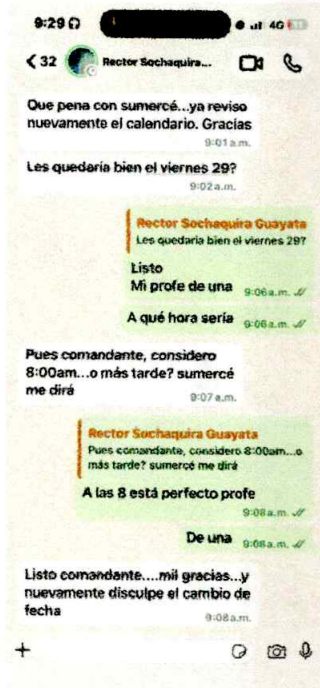 9:29
4G
32
Rector Sochaquira...
Que pena con sumercé...ya reviso
nuevamente el calendario. Gracias
9:01 a.m.
Les quedaría bien el viernes 29?
9:02 a.m.
Rector Sochaquira Guayata
Les quedaría bien el viernes 29?
Listo
Mi profe de una
9:06 a.m.
A qué hora sería
9:06 a.m.
Pues comandante, considero
8:00am...o más tarde? sumercé
me dirá
9:07 a.m.
Rector Sochaquira Guayata
Pues comandante, considero 8:00am...o
más tarde? sumercé me dirá
A las 8 está perfecto profe
9:08 a.m.
De una
9:08 a.m.
Listo comandante....mil gracias...y
nuevamente disculpe el cambio de
fecha
9:08 a.m.